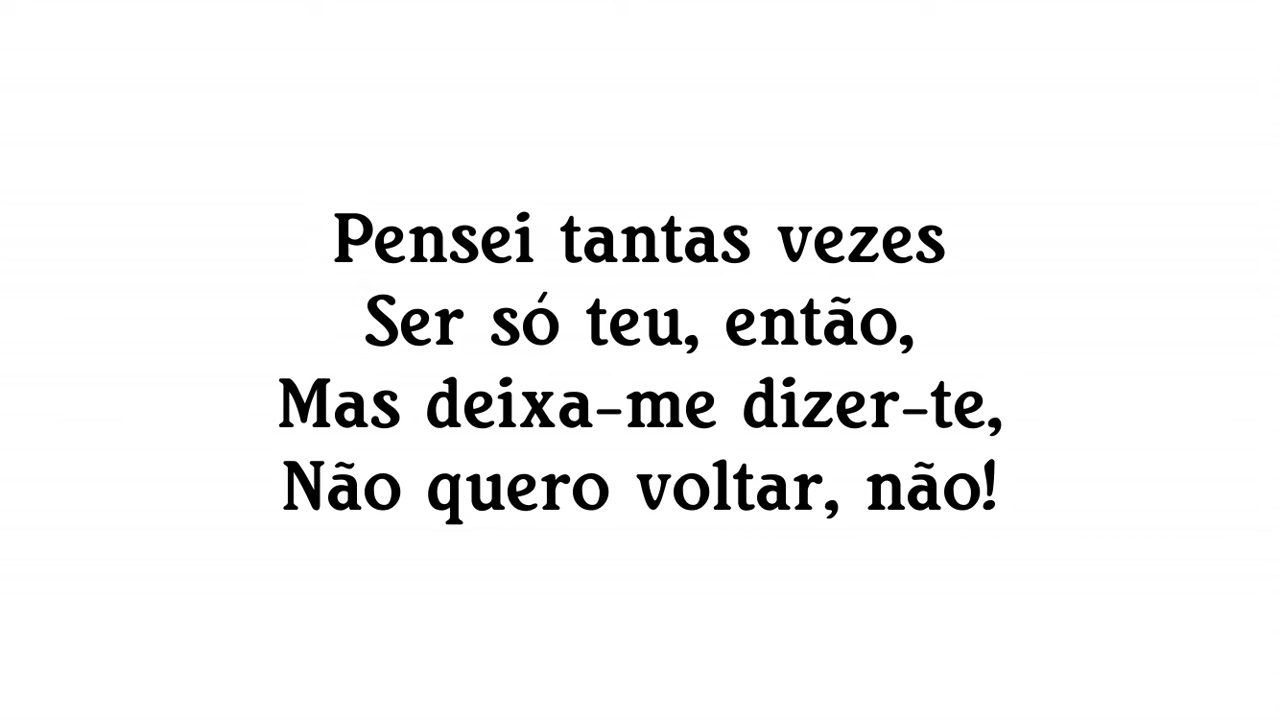 Pensei tantas vezes
Ser só teu, então,
Mas deixa-me dizer-te,
Não quero voltar, não!